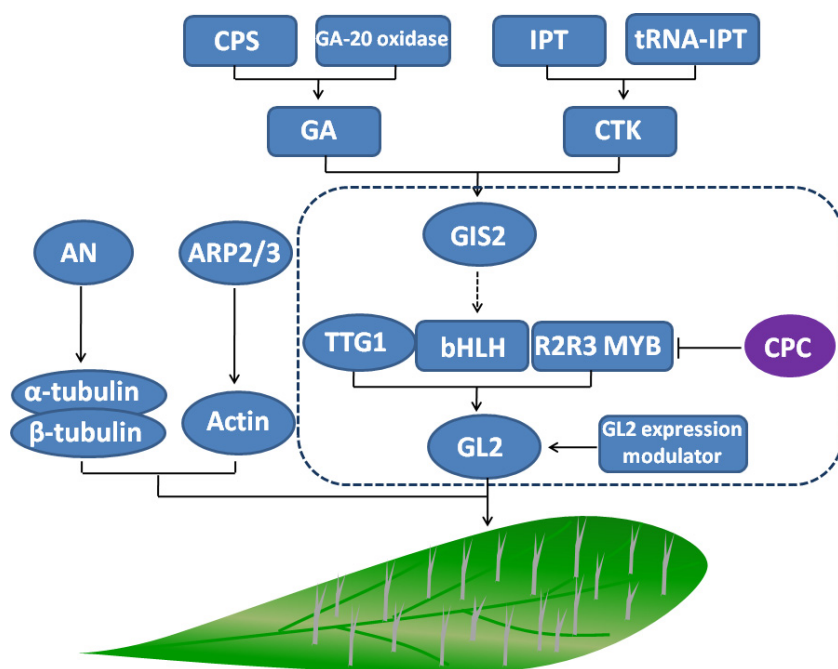 CPS
GA-20 oxidase
IPT
tRNA-IPT
GA
CTK
GIS2
AN
ARP2/3
TTG1
bHLH
R2R3 MYB
CPC
α-tubulin
β-tubulin
Actin
GL2
GL2 expression
modulator